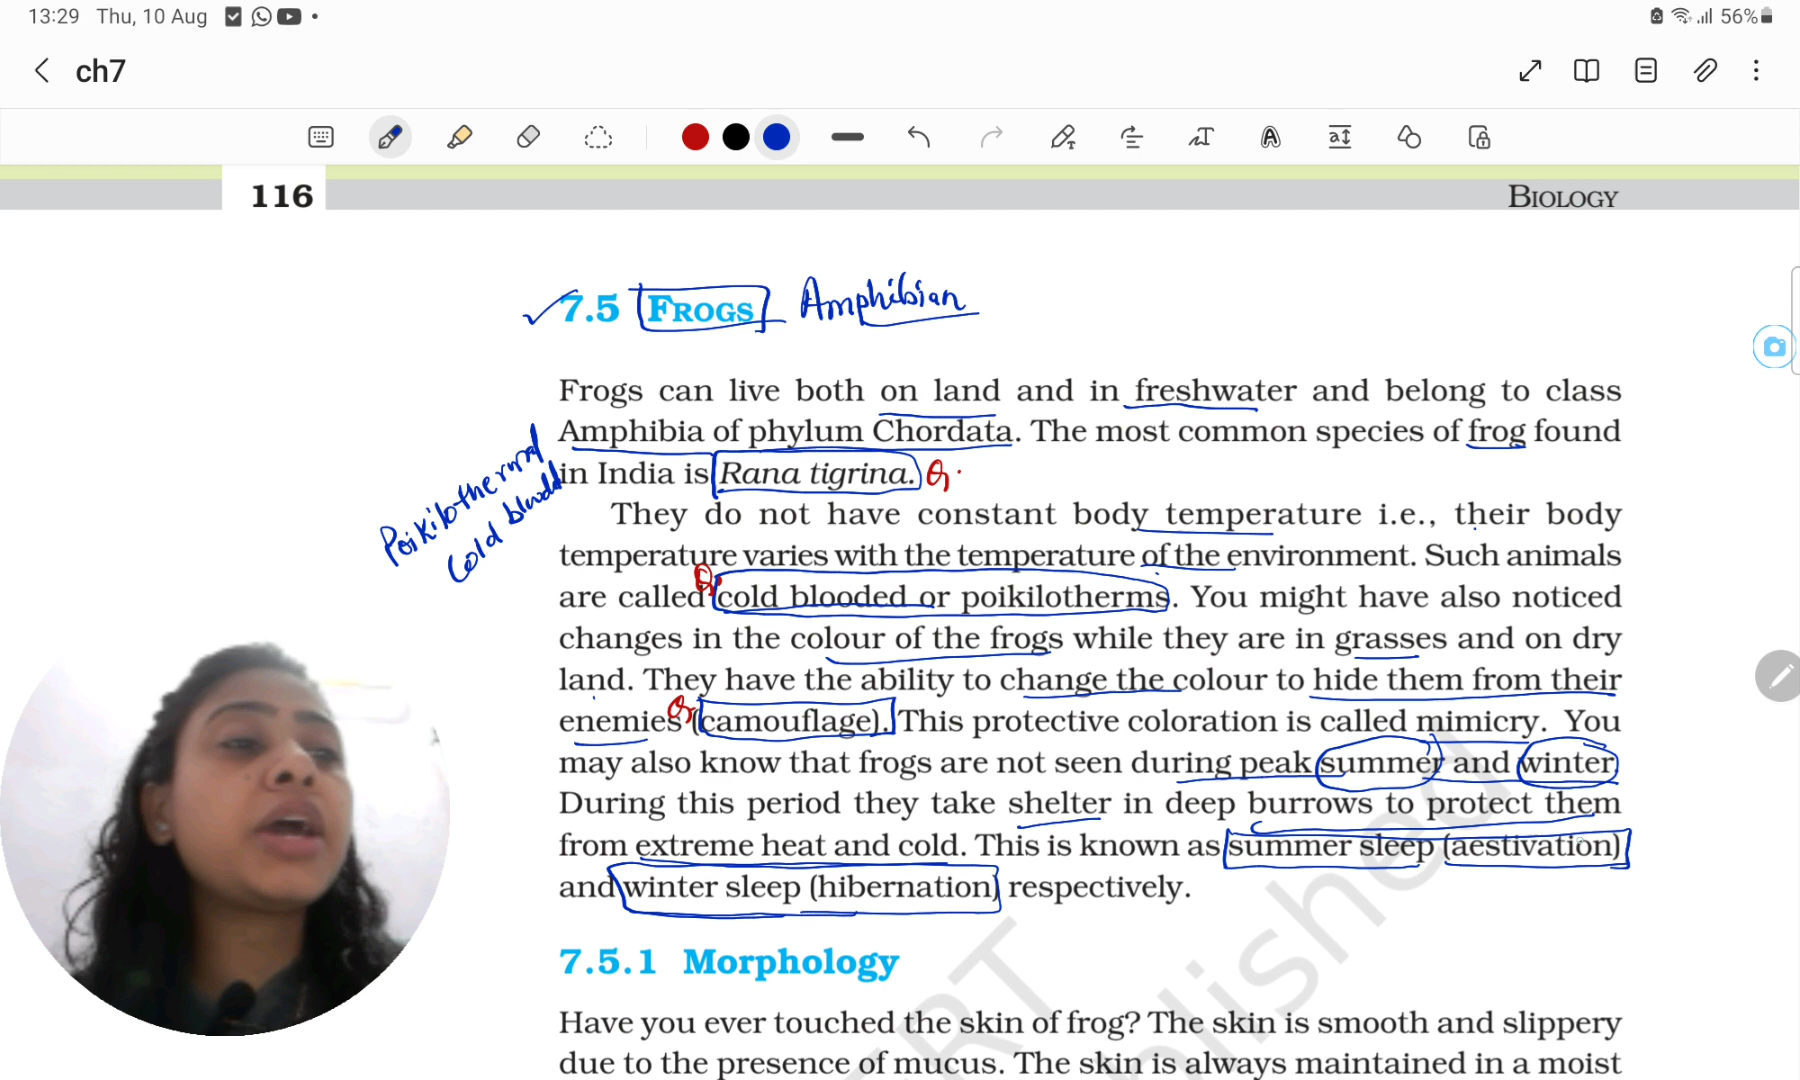 13:29 Thu, 10 Aug
56%
ch7
116
BIOLOGY
7.5 FROGS Amphibian
Frogs can live both on land and in freshwater and belong to class
Amphibia of phylum Chordata. The most common species of frog found
in India is Rana tigrina. Q.
Poikilothermal
cold blooded
They do not have constant body temperature i.e., their body
temperature varies with the temperature of the environment. Such animals
are called Q. cold blooded or poikilotherms. You might have also noticed
changes in the colour of the frogs while they are in grasses and on dry
land. They have the ability to change the colour to hide them from their
enemies Q. (camouflage). This protective coloration is called mimicry. You
may also know that frogs are not seen during peak summer and winter.
During this period they take shelter in deep burrows to protect them
from extreme heat and cold. This is known as summer sleep (aestivation)
and winter sleep (hibernation) respectively.
7.5.1 Morphology
Have you ever touched the skin of frog? The skin is smooth and slippery
due to the presence of mucus. The skin is always maintained in a moist